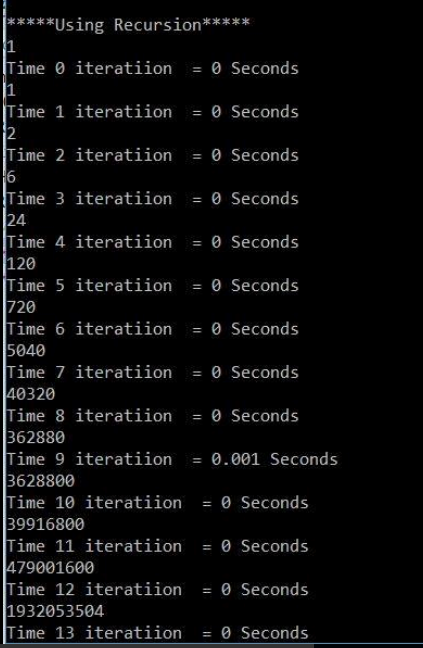 *****Using Recursion*****
1
Time 0 iteratiion  = 0 Seconds
1
Time 1 iteratiion  = 0 Seconds
2
Time 2 iteratiion  = 0 Seconds
6
Time 3 iteratiion  = 0 Seconds
24
Time 4 iteratiion  = 0 Seconds
120
Time 5 iteratiion  = 0 Seconds
720
Time 6 iteratiion  = 0 Seconds
5040
Time 7 iteratiion  = 0 Seconds
40320
Time 8 iteratiion  = 0 Seconds
362880
Time 9 iteratiion  = 0.001 Seconds
3628800
Time 10 iteratiion  = 0 Seconds
39916800
Time 11 iteratiion  = 0 Seconds
479001600
Time 12 iteratiion  = 0 Seconds
1932053504
Time 13 iteratiion  = 0 Seconds